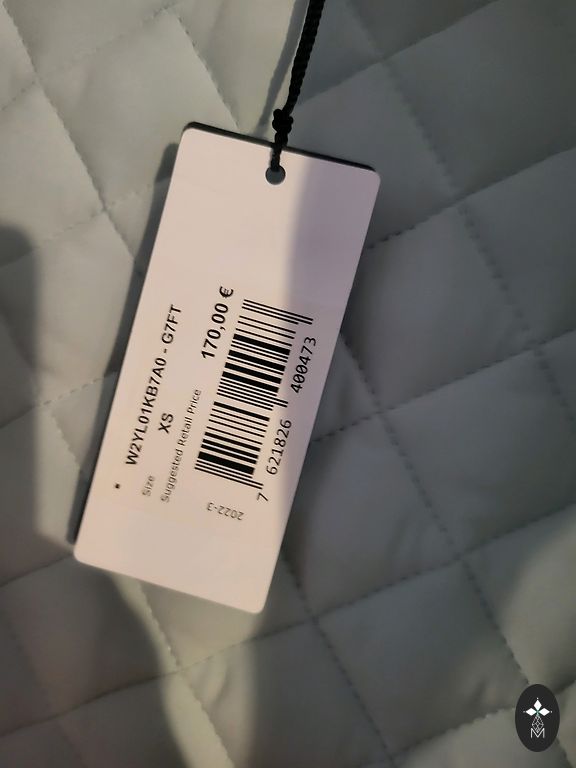 W2YL01KB7A0 - G7FT
Size XS
Suggested Retail Price 170,00 €
7 621826 400473
2022-3
M